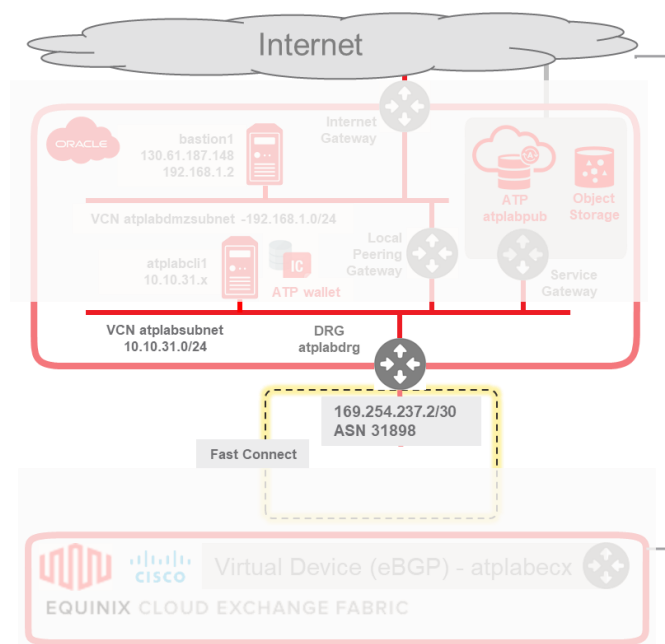 Internet
Internet
Gateway
ORACLE
bastion1
130.61.187.148
192.168.1.2
A
ATP
atplabpub
Object
Storage
VCN atplabdmzsubnet -192.168.1.0/24
Local
Peering
Gateway
atplabcli1
10.10.31.x
IC
ATP wallet
Service
Gateway
VCN atplabsubnet
10.10.31.0/24
DRG
atplabdrg
169.254.237.2/30
ASN 31898
Fast Connect
CISCO
Virtual Device (eBGP) - atplabecx
EQUINIX CLOUD EXCHANGE FABRIC